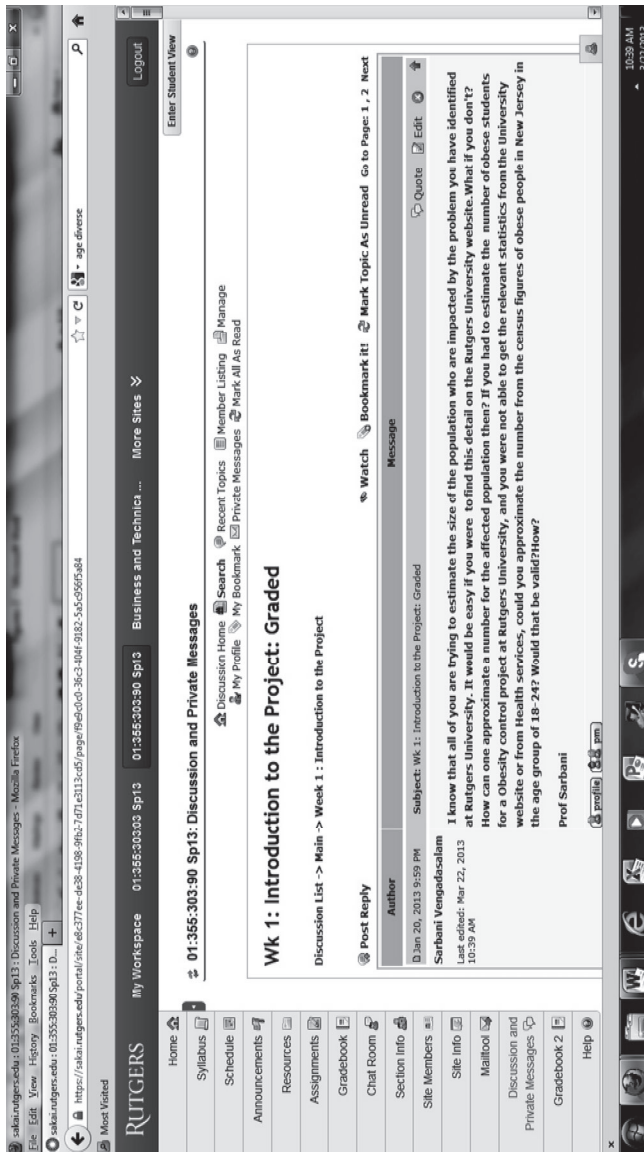 sakai.rutgers.edu : 01:355:303:90 Sp13 : Discussion and Private Messages - Mozilla Firefox
File Edit View History Bookmarks Tools Help
sakai.rutgers.edu : 01:355:303:90 Sp13 : D...
https://sakai.rutgers.edu/portal/site/e8c377ee-de38-4198-9fb2-7d71e3113cd5/page/f9e9c0c0-36c3-404f-9182-5a5c956f5a84
age diverse
Most Visited
RUTGERS
My Workspace 01:355:303:03 Sp13 01:355:303:90 Sp13 Business and Technica ... More Sites
Logout
Home
Syllabus
Schedule
Announcements
Resources
Assignments
Gradebook
Chat Room
Section Info
Site Members
Site Info
Mailtool
Discussion and
Private Messages
Gradebook 2
Help
01:355:303:90 Sp13: Discussion and Private Messages
Enter Student View
Discussion Home Search Recent Topics Member Listing Manage
My Profile My Bookmark Private Messages Mark All As Read
Wk 1: Introduction to the Project: Graded
Discussion List -> Main -> Week 1 : Introduction to the Project
Post Reply
Watch Bookmark it! Mark Topic As Unread Go to Page: 1 , 2 Next
Author Message
Jan 20, 2013 9:59 PM Subject: Wk 1: Introduction to the Project: Graded Quote Edit
Sarbani Vengadasalam
Last edited: Mar 22, 2013
10:39 AM
I know that all of you are trying to estimate the size of the population who are impacted by the problem you have identified
at Rutgers University. It would be easy if you were to find this detail on the Rutgers University website.What if you don't?
How can one approximate a number for the affected population then? If you had to estimate the number of obese students
for a Obesity control project at Rutgers University, and you were not able to get the relevant statistics from the University
website or from Health services, could you approximate the number from the census figures of obese people in New Jersey in
the age group of 18-24? Would that be valid?How?
Prof Sarbani
profile pm
10:39 AM